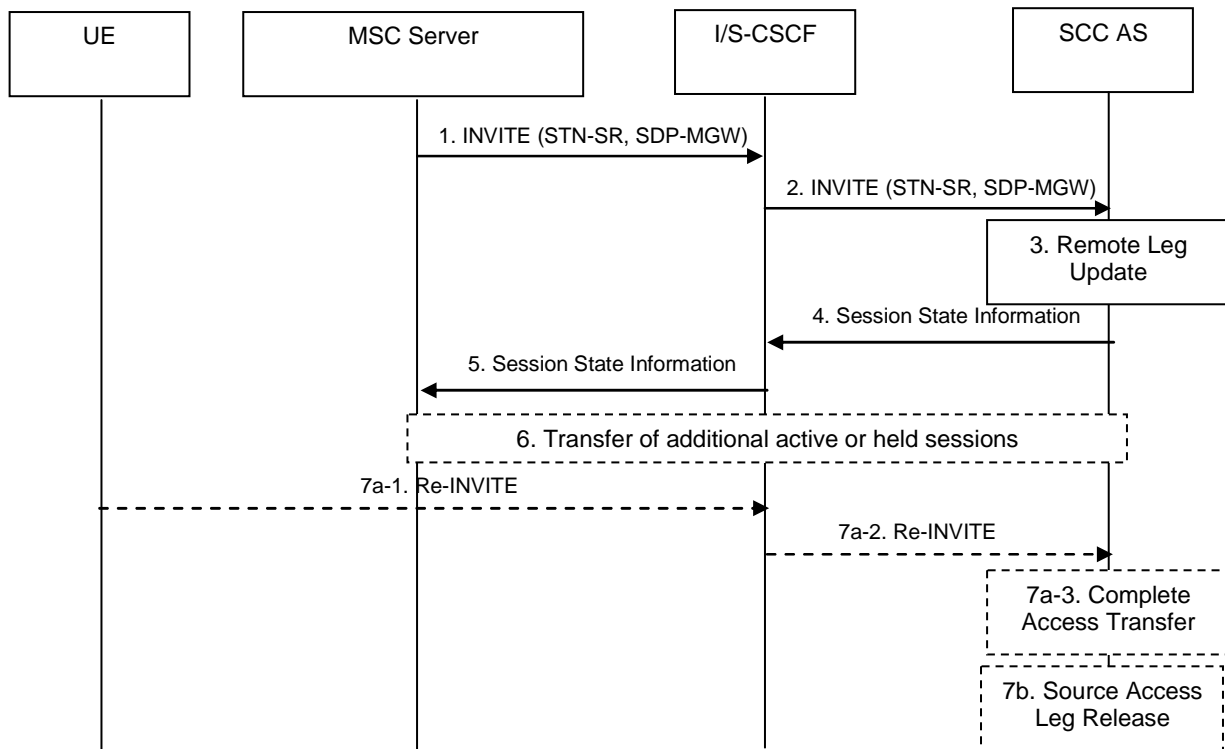 UE
MSC Server
I/S-CSCF
SCC AS
1. INVITE (STN-SR, SDP-MGW)
2. INVITE (STN-SR, SDP-MGW)
3. Remote Leg
Update
4. Session State Information
5. Session State Information
6. Transfer of additional active or held sessions
7a-1. Re-INVITE
7a-2. Re-INVITE
7a-3. Complete
Access Transfer
7b. Source Access
Leg Release